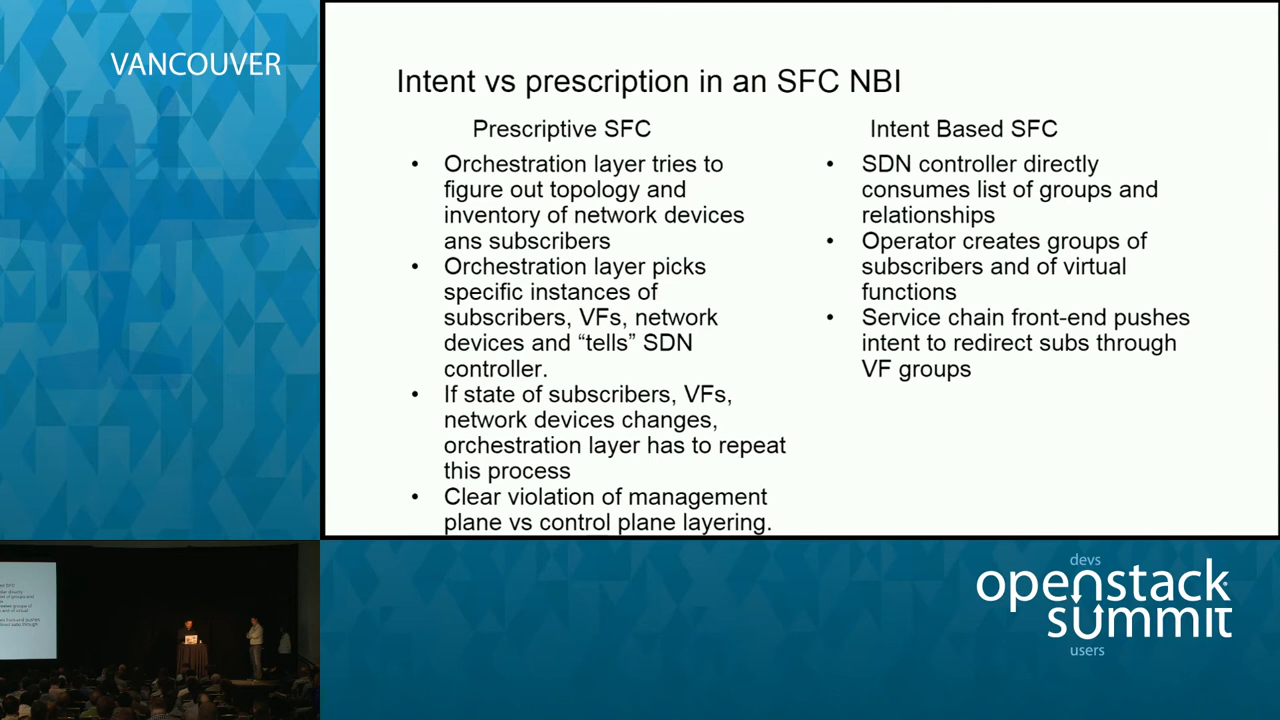 VANCOUVER
Intent vs prescription in an SFC NBI
Prescriptive SFC
• Orchestration layer tries to
figure out topology and
inventory of network devices
ans subscribers
• Orchestration layer picks
specific instances of
subscribers, VFs, network
devices and “tells” SDN
controller.
• If state of subscribers, VFs,
network devices changes,
orchestration layer has to repeat
this process
• Clear violation of management
plane vs control plane layering.
Intent Based SFC
• SDN controller directly
consumes list of groups and
relationships
• Operator creates groups of
subscribers and of virtual
functions
• Service chain front-end pushes
intent to redirect subs through
VF groups
devs
openstack
summit
users